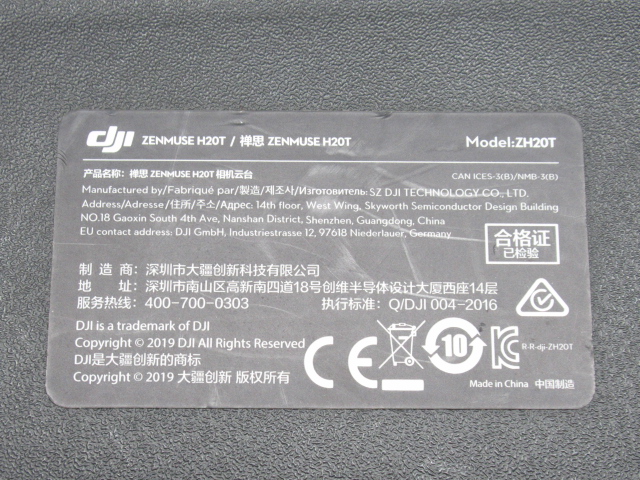 dji ZENMUSE H20T / 禅思 ZENMUSE H20T Model:ZH20T
产品名称：禅思 ZENMUSE H20T 相机云台 CAN ICES-3(B)/NMB-3(B)
Manufactured by/Fabriqué par/製造/제조사/Изготовитель: SZ DJI TECHNOLOGY CO., LTD.
Address/Adresse/住所/주소/Адрес: 14th floor, West Wing, Skyworth Semiconductor Design Building
NO.18 Gaoxin South 4th Ave, Nanshan District, Shenzhen, Guangdong, China
EU contact address: DJI GmbH, Industriestrasse 12, 97618 Niederlauer, Germany
合格证
已检验
制 造 商：深圳市大疆创新科技有限公司
地 址：深圳市南山区高新南四道18号创维半导体设计大厦西座14层
服务热线：400-700-0303 执行标准：Q/DJI 004-2016
DJI is a trademark of DJI
Copyright © 2019 DJI All Rights Reserved
DJI是大疆创新的商标
Copyright © 2019 大疆创新 版权所有
CE
10
R-R-dji-ZH20T
Made in China 中国制造